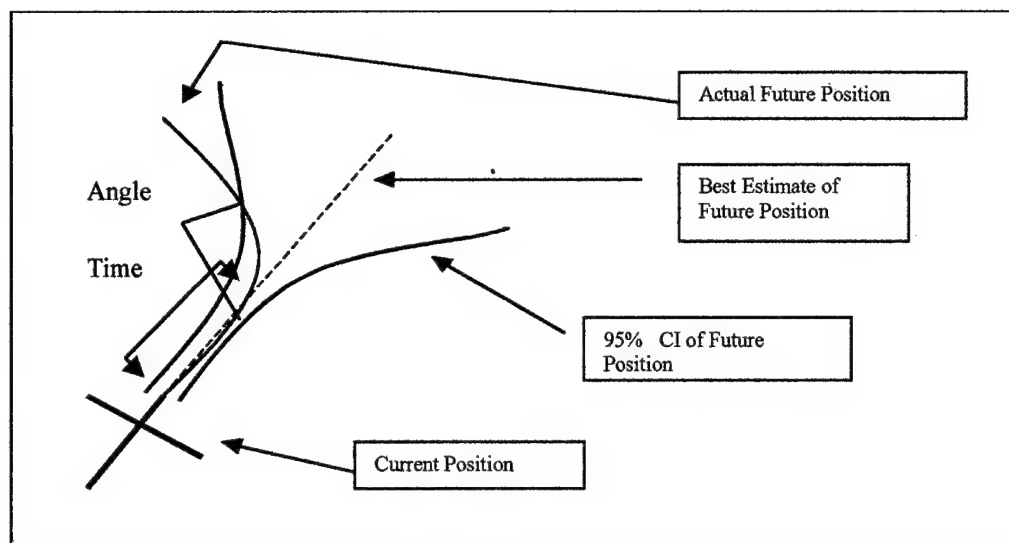 Actual Future Position
Angle
Best Estimate of
Future Position
Time
95% CI of Future
Position
Current Position